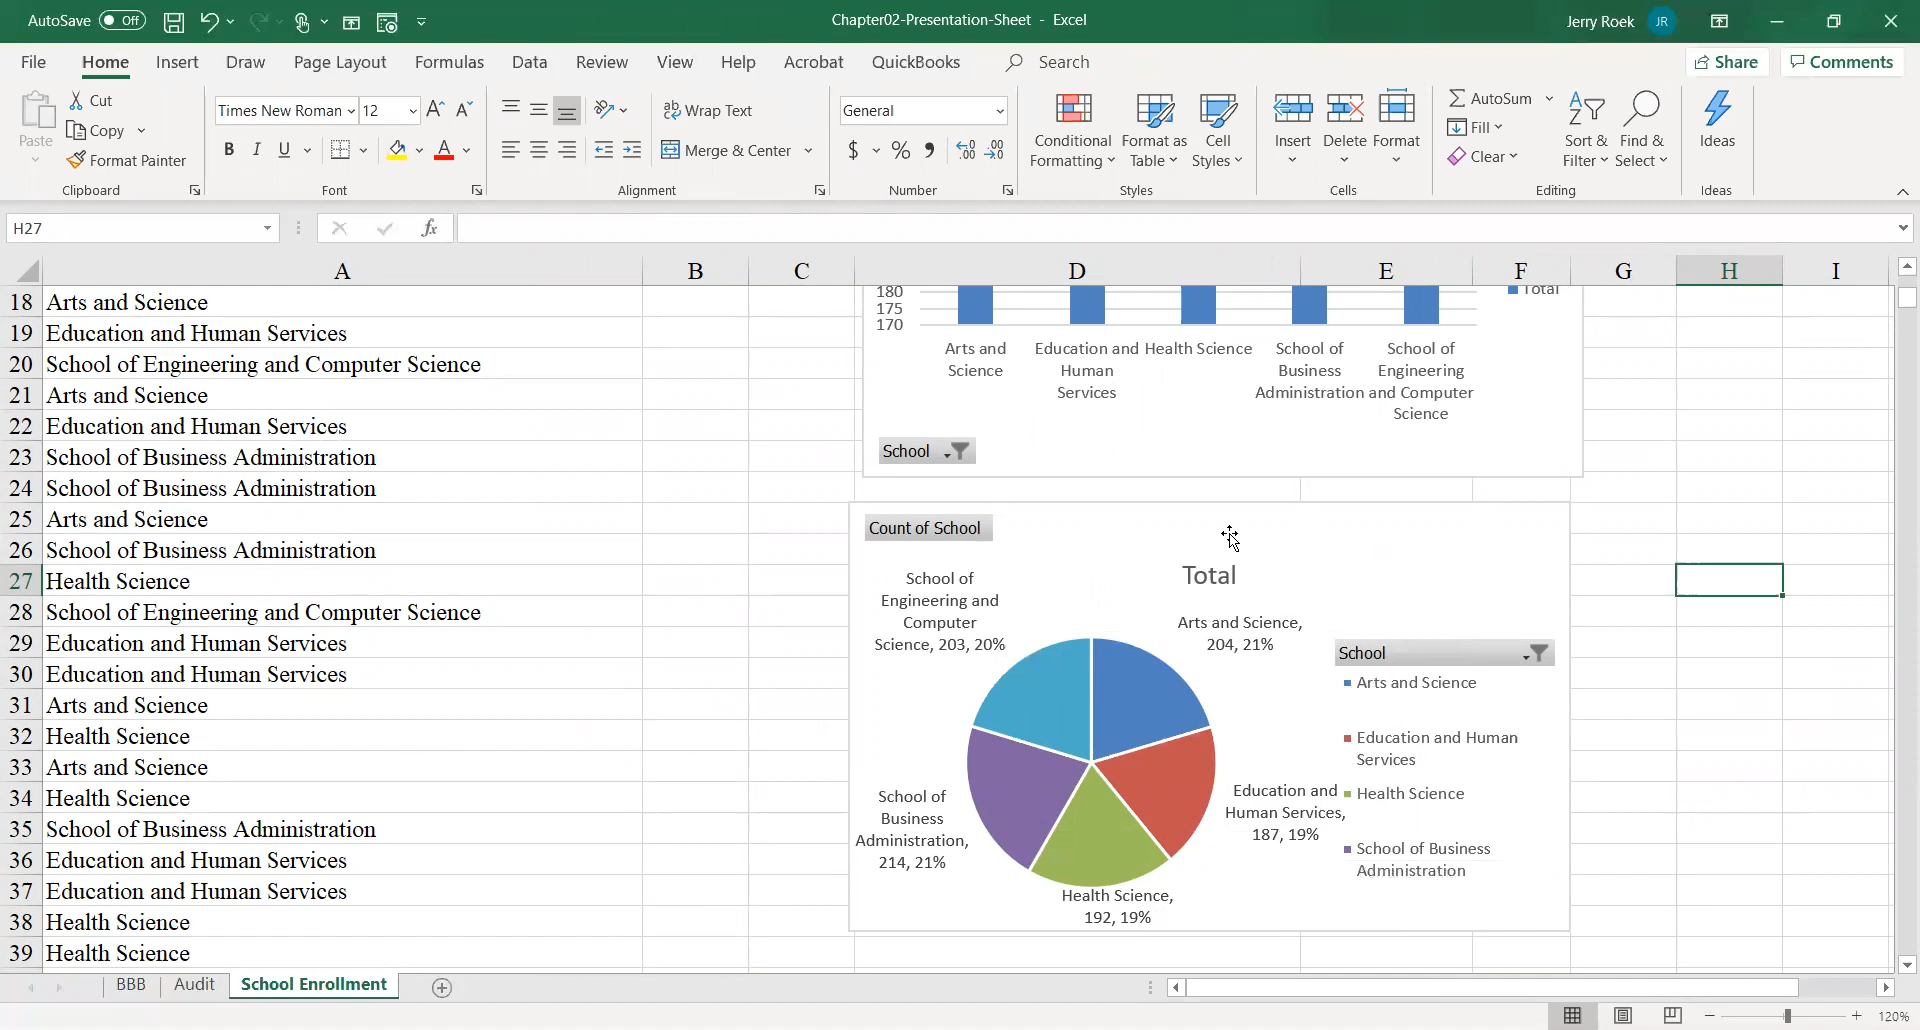 AutoSave Off
Chapter02-Presentation-Sheet - Excel
Jerry Roek JR
File Home Insert Draw Page Layout Formulas Data Review View Help Acrobat QuickBooks Search Share Comments
Paste
Cut
Copy
Format Painter
Clipboard
Times New Roman 12
B I U A
Font
Wrap Text
Merge & Center
Alignment
General
$ % 9
Number
Conditional Formatting
Format as Table
Cell Styles
Styles
Insert Delete Format
Cells
AutoSum
Fill
Clear
Sort & Filter
Find & Select
Editing
Ideas
Ideas
H27 fx
A B C D E F G H I
18 Arts and Science
19 Education and Human Services
20 School of Engineering and Computer Science
21 Arts and Science
22 Education and Human Services
23 School of Business Administration
24 School of Business Administration
25 Arts and Science
26 School of Business Administration
27 Health Science
28 School of Engineering and Computer Science
29 Education and Human Services
30 Education and Human Services
31 Arts and Science
32 Health Science
33 Arts and Science
34 Health Science
35 School of Business Administration
36 Education and Human Services
37 Education and Human Services
38 Health Science
39 Health Science
180
175
170
Total
Arts and
Science
Education and
Human
Services
Health Science
School of
Business
Administration
School of
Engineering
and Computer
Science
School
Count of School
Total
School of
Engineering and
Computer
Science, 203, 20%
Arts and Science,
204, 21%
Education and
Human Services,
187, 19%
Health Science,
192, 19%
School of
Business
Administration,
214, 21%
School
Arts and Science
Education and Human
Services
Health Science
School of Business
Administration
BBB Audit School Enrollment
120%